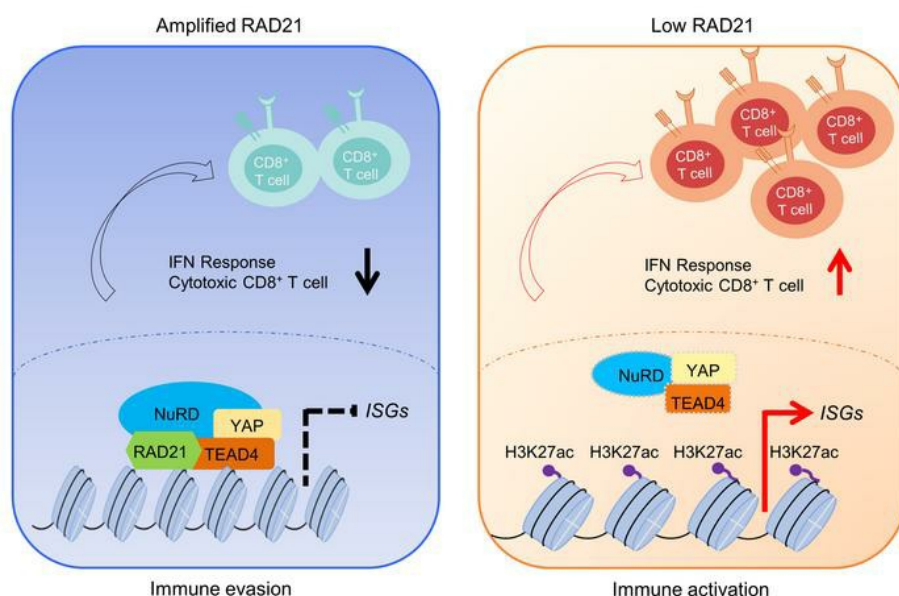 Amplified RAD21
CD8⁺
T cell
CD8⁺
T cell
IFN Response
Cytotoxic CD8⁺ T cell
NuRD
YAP
RAD21
TEAD4
ISGs
Immune evasion
Low RAD21
CD8⁺
T cell
CD8⁺
T cell
CD8⁺
T cell
CD8⁺
T cell
IFN Response
Cytotoxic CD8⁺ T cell
NuRD
YAP
TEAD4
ISGs
H3K27ac
H3K27ac
H3K27ac
H3K27ac
Immune activation